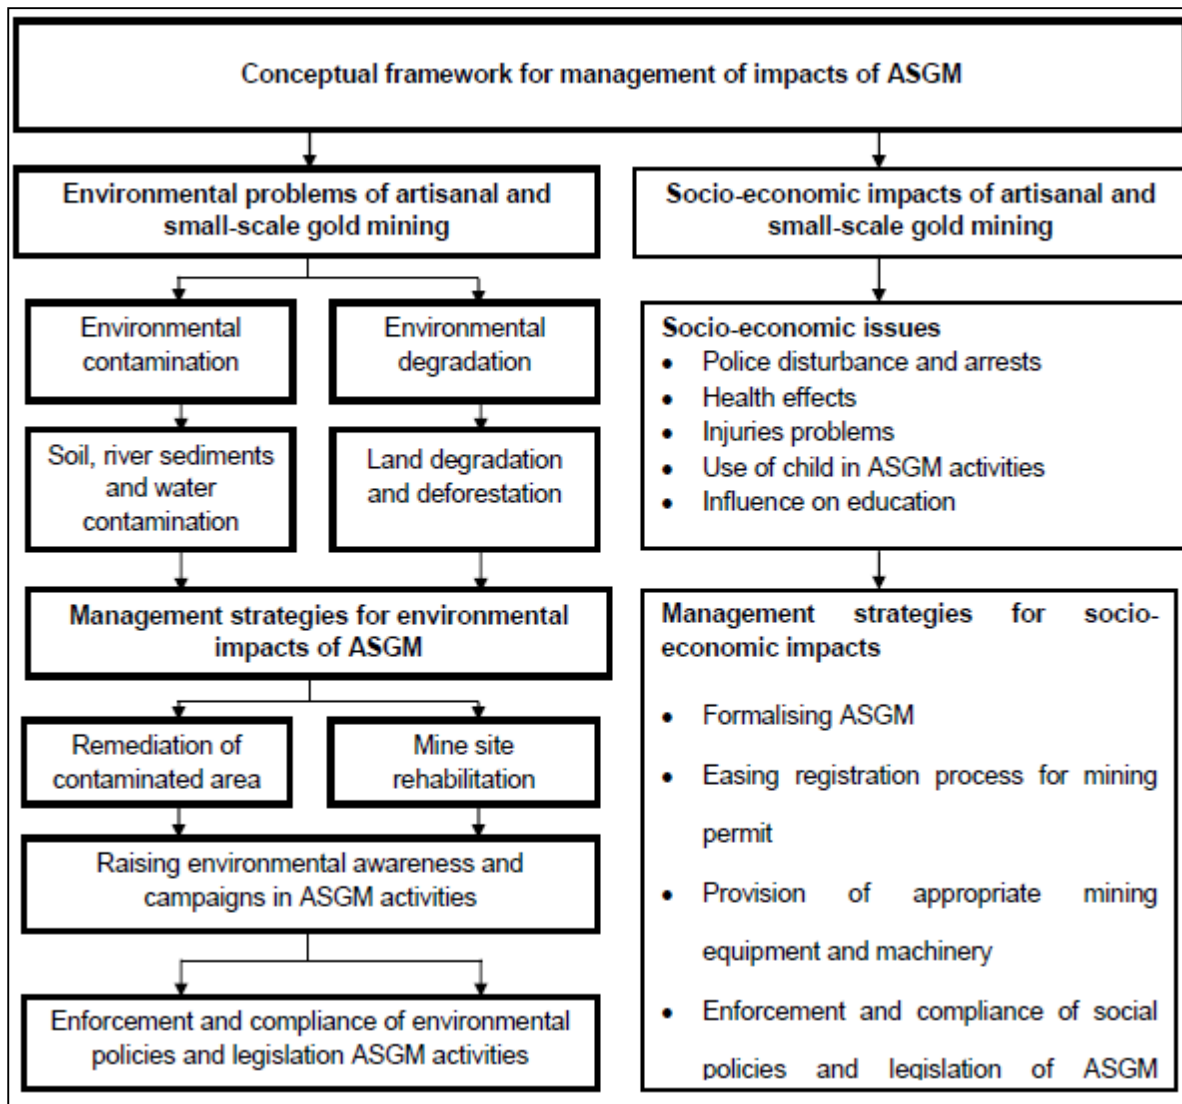 Conceptual framework for management of impacts of ASGM
Environmental problems of artisanal and
small-scale gold mining
Environmental
contamination
Environmental
degradation
Soil, river sediments
and water
contamination
Land degradation
and deforestation
Management strategies for environmental
impacts of ASGM
Remediation of
contaminated area
Mine site
rehabilitation
Raising environmental awareness and
campaigns in ASGM activities
Enforcement and compliance of environmental
policies and legislation ASGM activities
Socio-economic impacts of artisanal and
small-scale gold mining
Socio-economic issues
• Police disturbance and arrests
• Health effects
• Injuries problems
• Use of child in ASGM activities
• Influence on education
Management strategies for socio-
economic impacts
• Formalising ASGM
• Easing registration process for mining
permit
• Provision of appropriate mining
equipment and machinery
• Enforcement and compliance of social
policies and legislation of ASGM